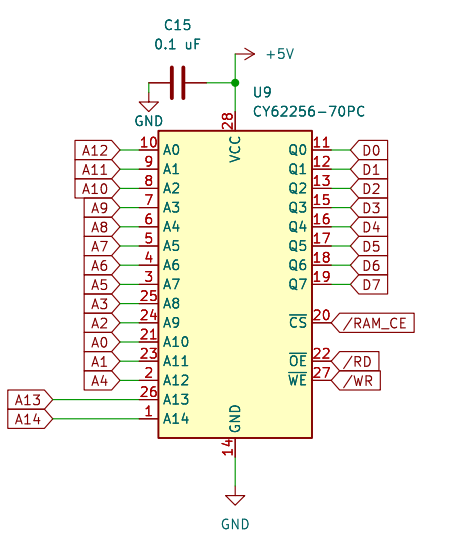 C15
0.1 uF
+5V
GND
U9
CY62256-70PC
28
VCC
A12 10 A0 Q0 11 D0
A11 9 A1 Q1 12 D1
A10 8 A2 Q2 13 D2
A9 7 A3 Q3 15 D3
A8 6 A4 Q4 16 D4
A7 5 A5 Q5 17 D5
A6 4 A6 Q6 18 D6
A5 3 A7 Q7 19 D7
A3 25 A8
A2 24 A9 CS 20 /RAM_CE
A0 21 A10
A1 23 A11 OE 22 /RD
A4 2 A12 WE 27 /WR
A13 26 A13
A14 1 A14
GND
14
GND